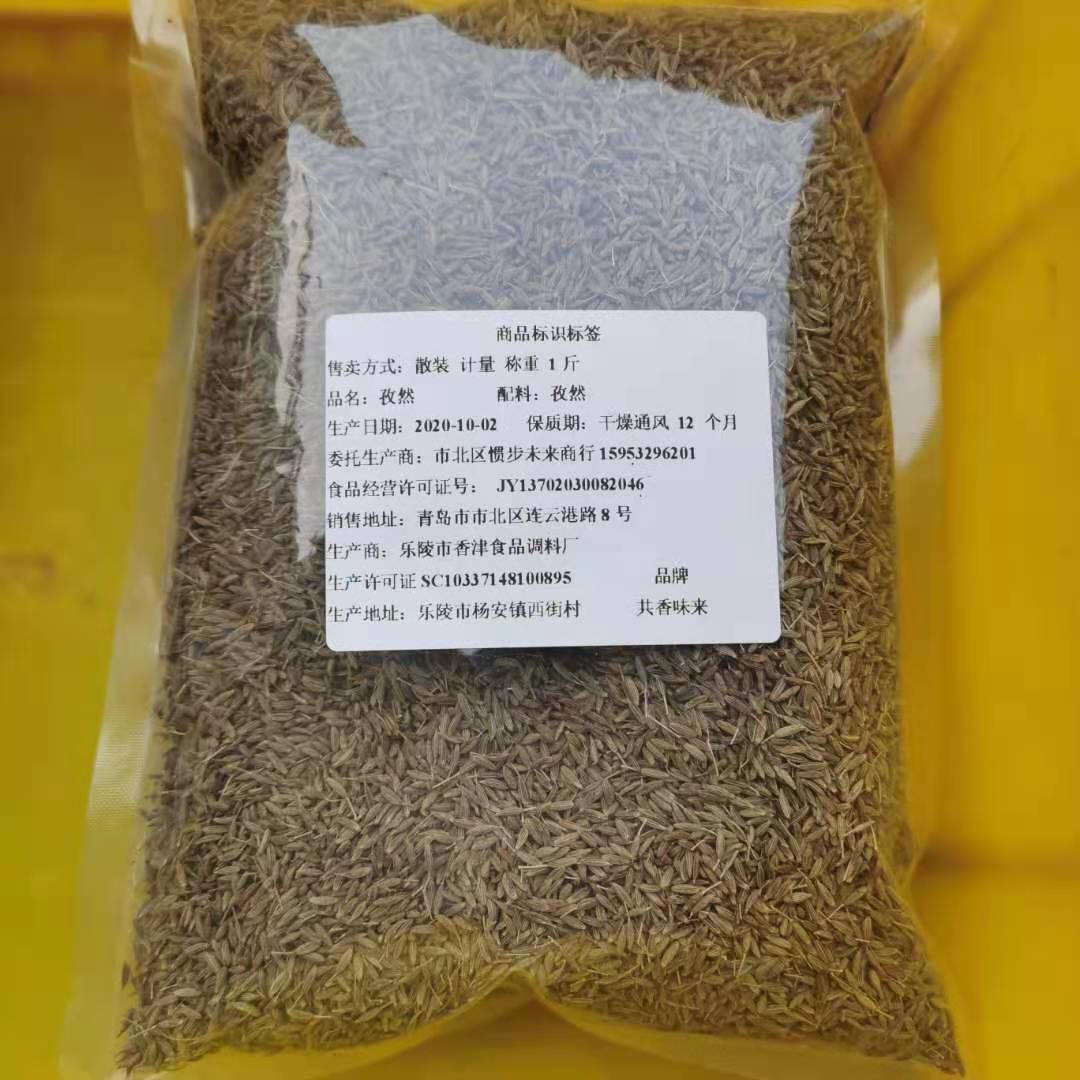 商品标识标签
售卖方式：散装 计量 称重 1 斤
品名：孜然 配料：孜然
生产日期：2020-10-02 保质期：干燥通风 12 个月
委托生产商：市北区惯步未来商行 15953296201
食品经营许可证号： JY13702030082046
销售地址：青岛市市北区连云港路 8 号
生产商：乐陵市香津食品调料厂
生产许可证 SC10337148100895 品牌
生产地址：乐陵市杨安镇西街村 共香味来